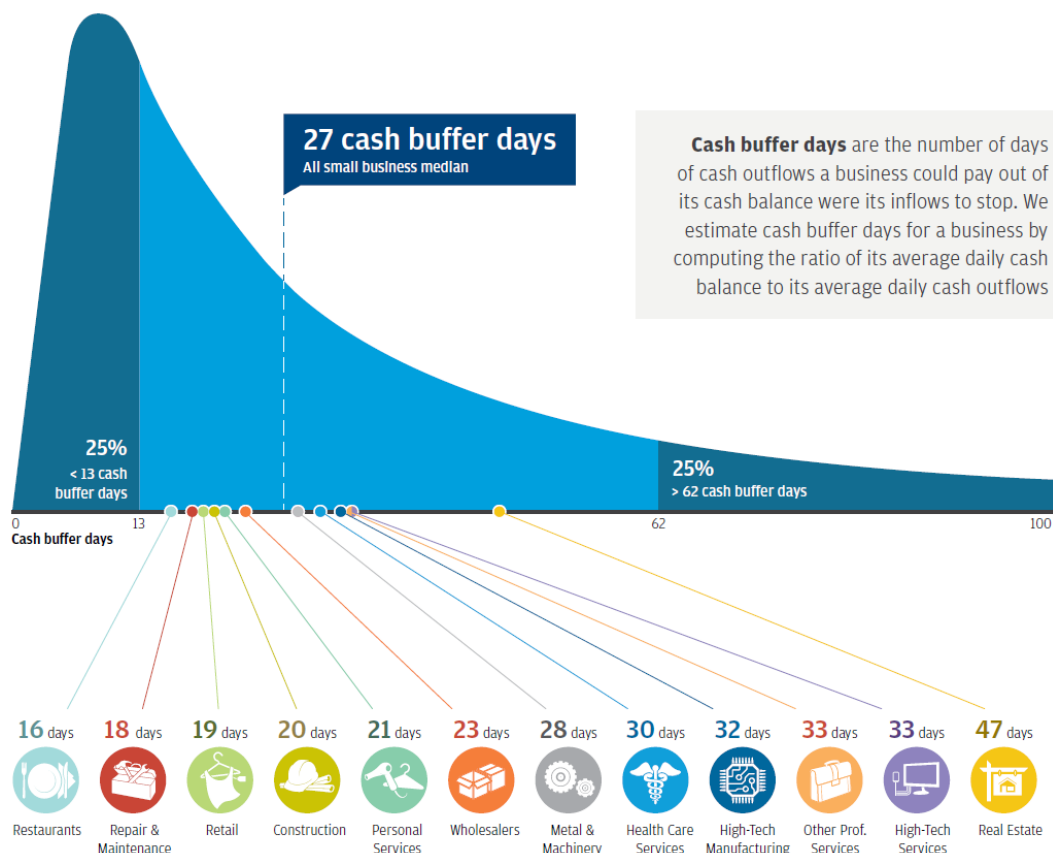 27 cash buffer days
All small business median
Cash buffer days are the number of days
of cash outflows a business could pay out of
its cash balance were its inflows to stop. We
estimate cash buffer days for a business by
computing the ratio of its average daily cash
balance to its average daily cash outflows
25%
< 13 cash
buffer days
25%
> 62 cash buffer days
0
13
62
100
Cash buffer days
16 days
18 days
19 days
20 days
21 days
23 days
28 days
30 days
32 days
33 days
33 days
47 days
Restaurants
Repair &
Maintenance
Retail
Construction
Personal
Services
Wholesalers
Metal &
Machinery
Health Care
Services
High-Tech
Manufacturing
Other Prof.
Services
High-Tech
Services
Real Estate